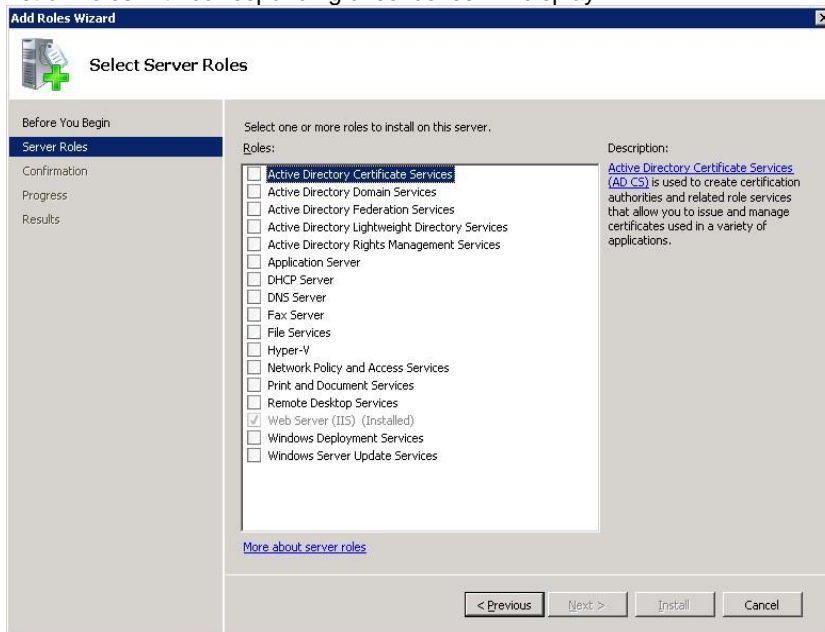 Add Roles Wizard
Select Server Roles
Before You Begin
Server Roles
Confirmation
Progress
Results
Select one or more roles to install on this server.
Roles:
Active Directory Certificate Services
Active Directory Domain Services
Active Directory Federation Services
Active Directory Lightweight Directory Services
Active Directory Rights Management Services
Application Server
DHCP Server
DNS Server
Fax Server
File Services
Hyper-V
Network Policy and Access Services
Print and Document Services
Remote Desktop Services
Web Server (IIS) (Installed)
Windows Deployment Services
Windows Server Update Services
More about server roles
Description:
Active Directory Certificate Services
(AD CS) is used to create certification
authorities and related role services
that allow you to issue and manage
certificates used in a variety of
applications.
< Previous
Next >
Install
Cancel